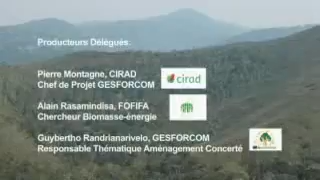 Producteurs Délégués:
Pierre Montagne, CIRAD
Chef de Projet GESFORCOM
cirad
Alain Rasamindisa, FOFIFA
Chercheur Biomasse-énergie
Guybertho Randrianarivelo, GESFORCOM
Responsable Thématique Aménagement Concerté